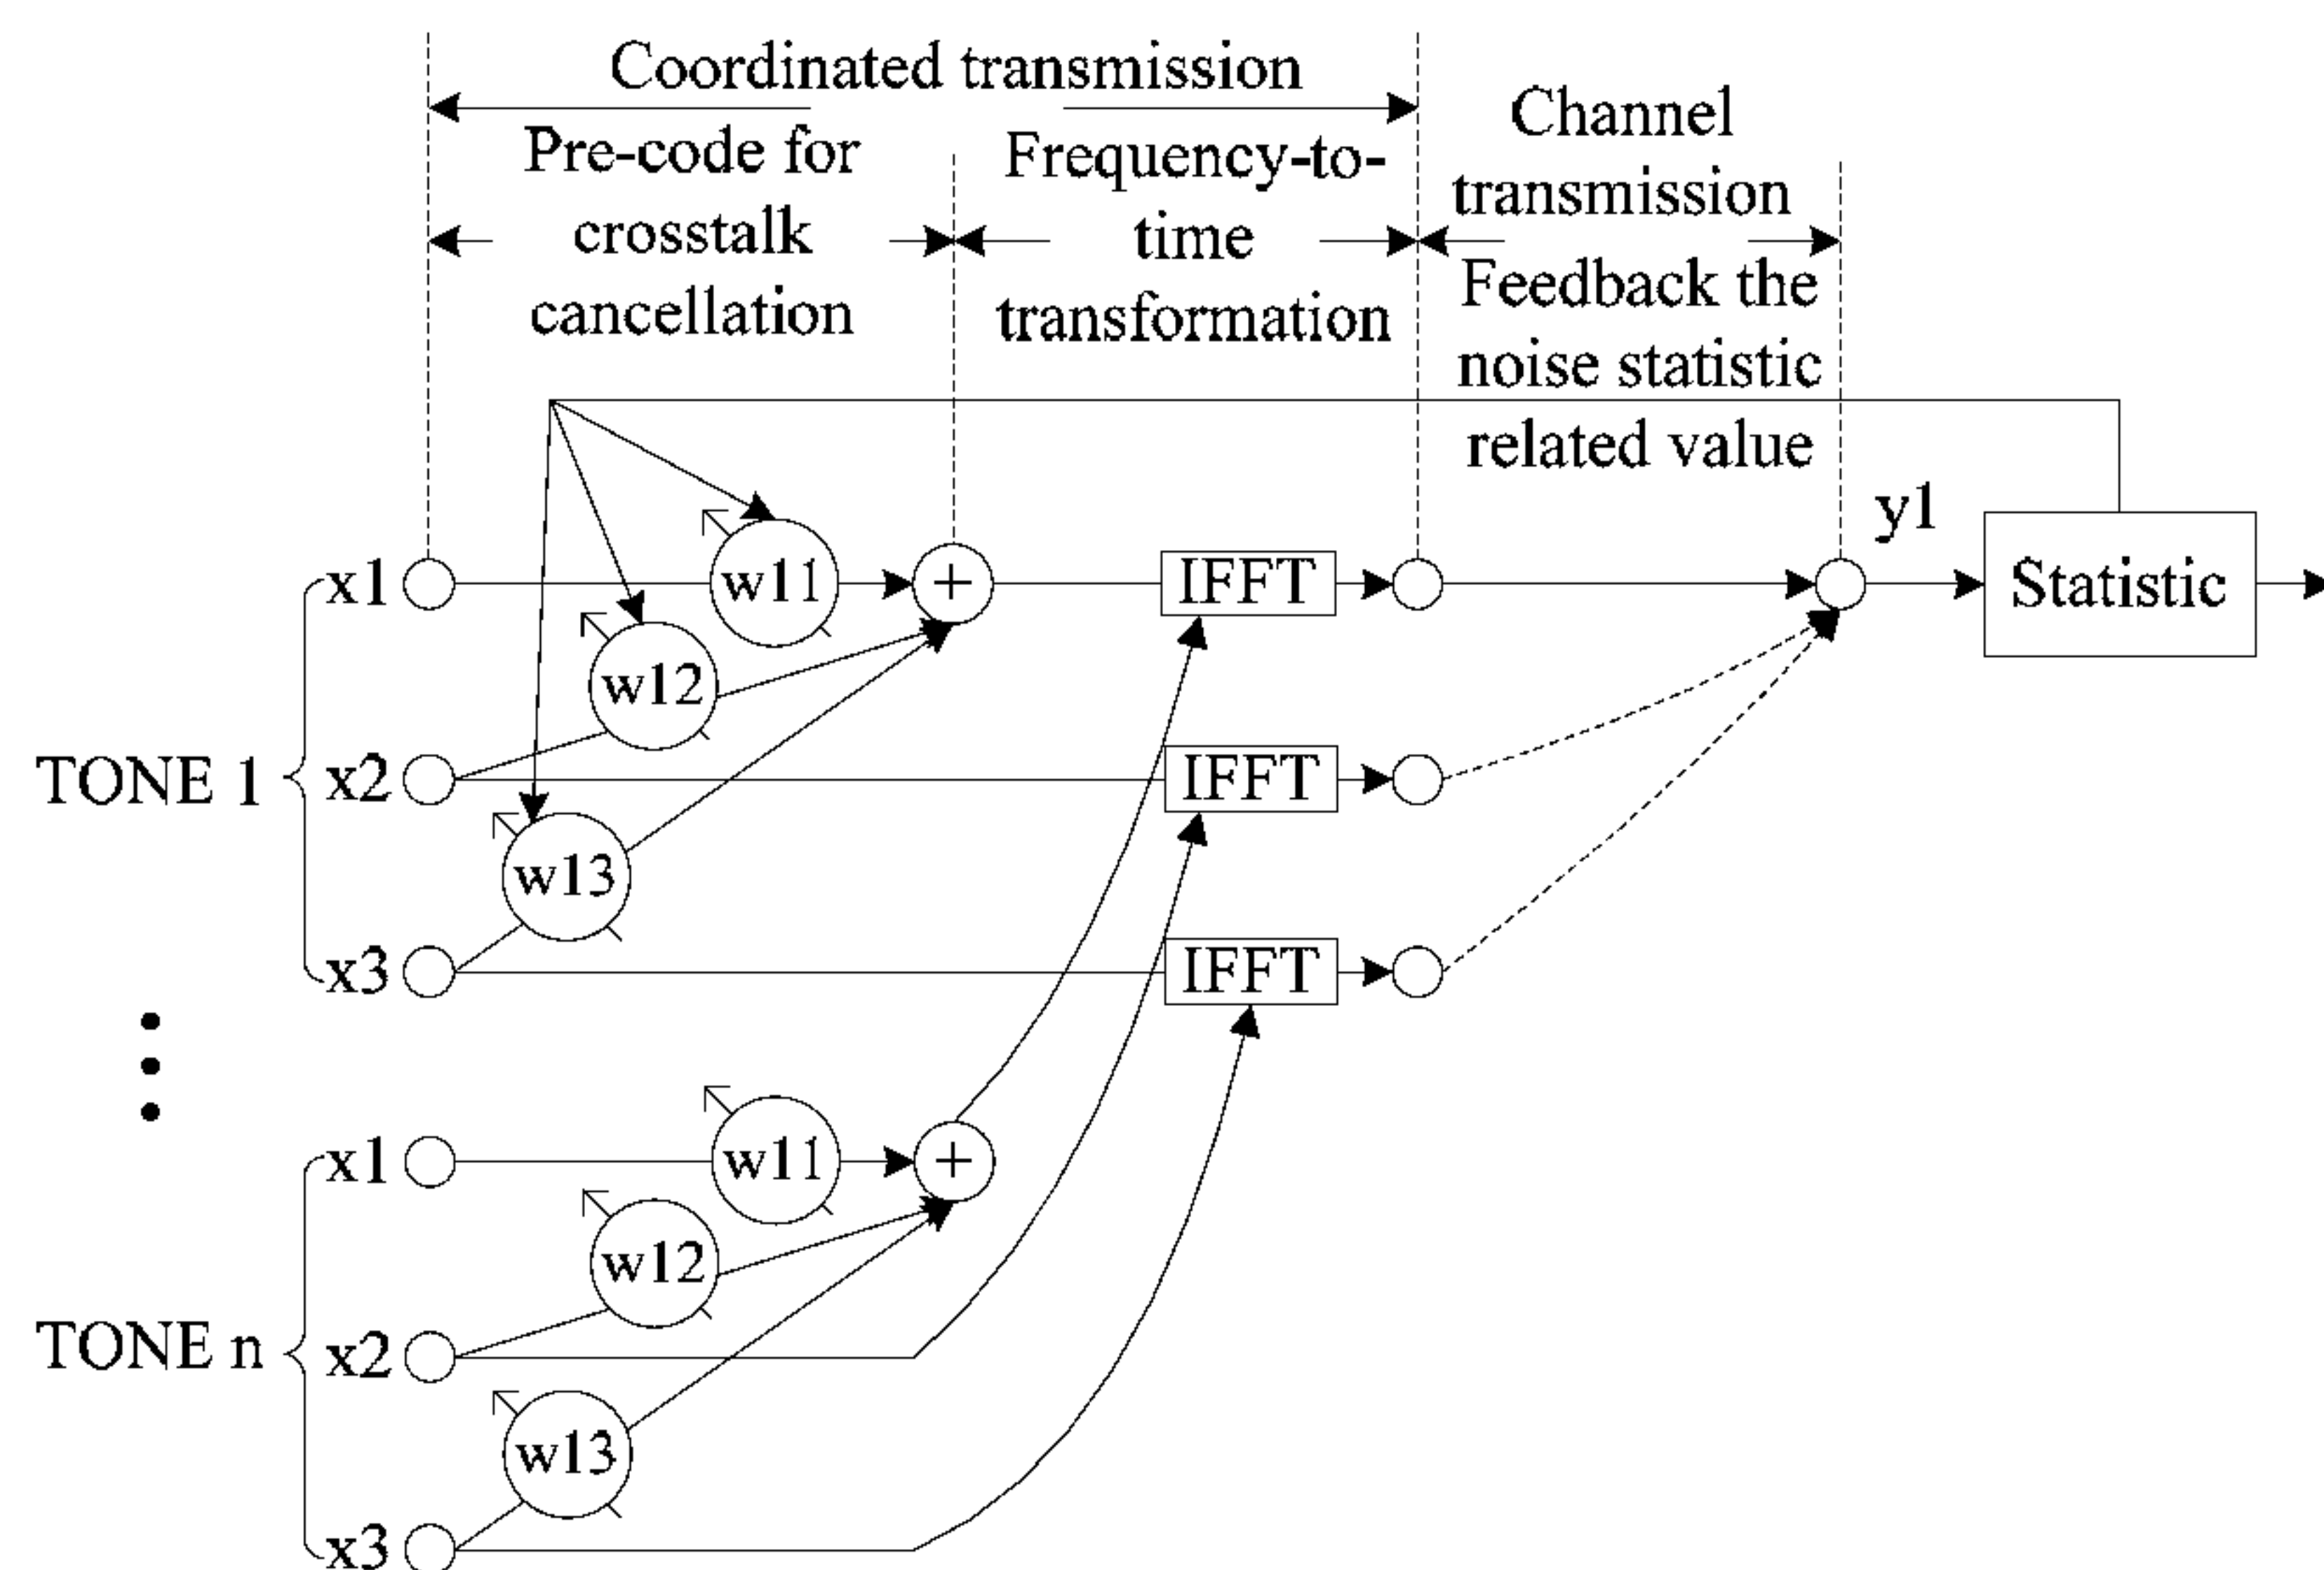 Coordinated transmission
Pre-code for
crosstalk
cancellation
Frequency-to-
time
transformation
Channel
transmission
Feedback the
noise statistic
related value
y1
x1
w11
+
IFFT
Statistic
w12
TONE 1
x2
IFFT
w13
x3
IFFT
x1
w11
+
w12
TONE n
x2
w13
x3